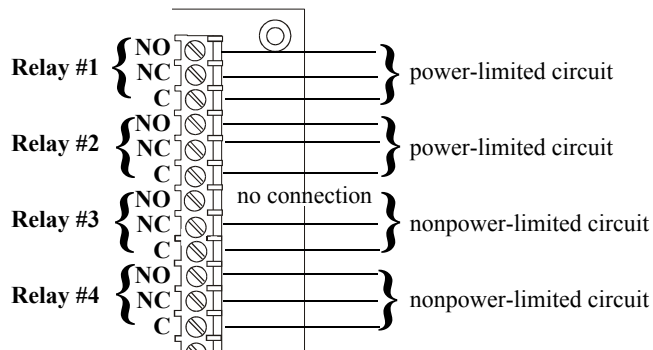 NO
Relay #1 NC power-limited circuit
C
NO
Relay #2 NC power-limited circuit
C
NO no connection
Relay #3 NC nonpower-limited circuit
C
NO
Relay #4 NC nonpower-limited circuit
C